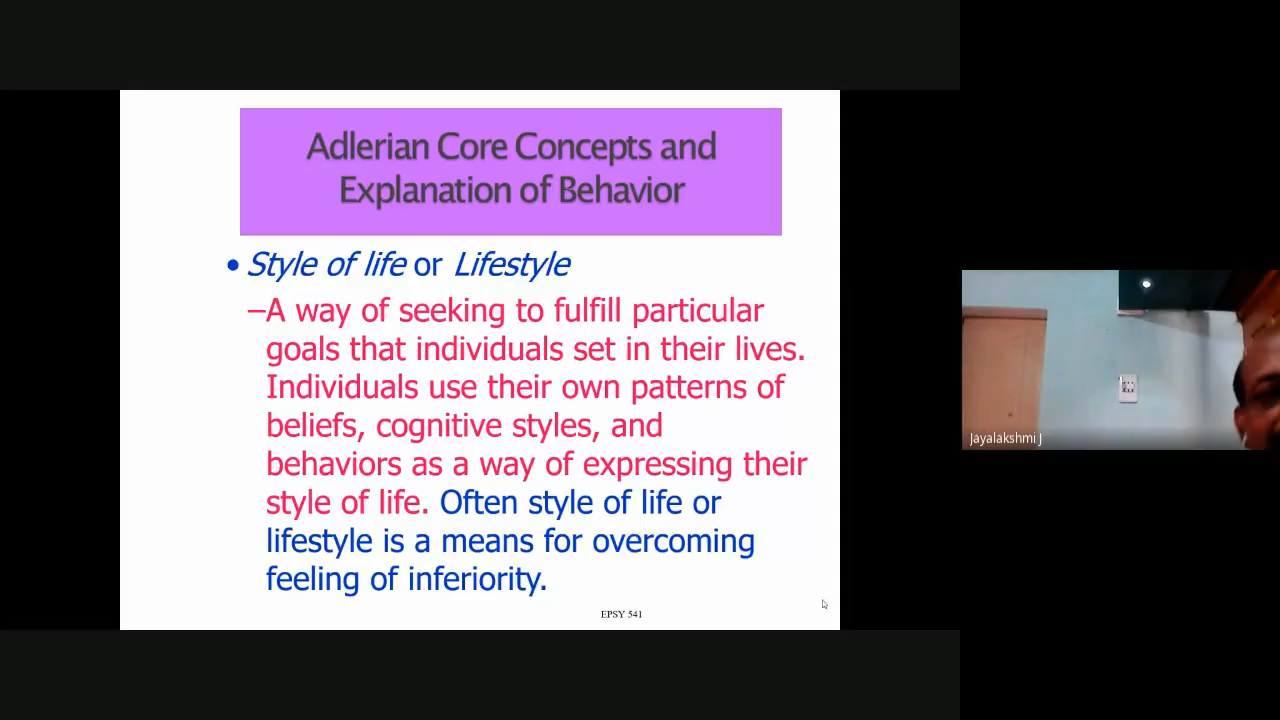 Adlerian Core Concepts and
Explanation of Behavior
• Style of life or Lifestyle
–A way of seeking to fulfill particular
goals that individuals set in their lives.
Individuals use their own patterns of
beliefs, cognitive styles, and
behaviors as a way of expressing their
style of life. Often style of life or
lifestyle is a means for overcoming
feeling of inferiority.
EPSY 541
Jayalakshmi J